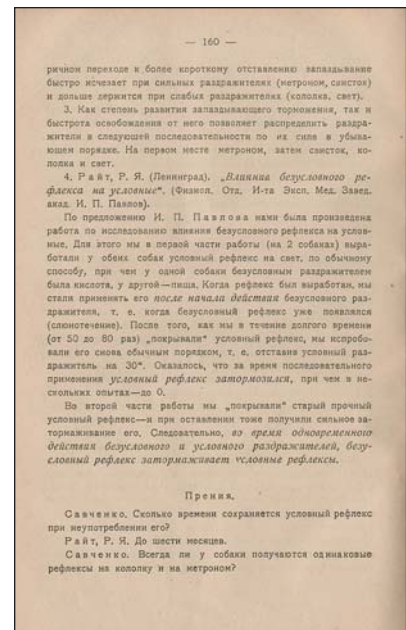 — 160 —
ричном переходе к более короткому отставлению запаздывание
быстро исчезает при сильных раздражителях (метроном, свисток)
и дольше держится при слабых раздражителях (кололка, свет).
3. Как степень развития запаздывающего торможения, так и
быстрота освобождения от него позволяет распределить раздра-
жители в следующей последовательности по их силе в убываю-
щем порядке. На первом месте метроном, затем свисток, ко-
лолка и свет.
4. Райт, Р. Я. (Ленинград). „Влияние безусловного ре-
флекса на условные“. (Физиол. Отд. И-та Эксп. Мед. Завед.
акад. И. П. Павлов).
По предложению И. П. Павлова нами была произведена
работа по исследованию влияния безусловного рефлекса на услов-
ные. Для этого мы в первой части работы (на 2 собаках) выра-
ботали у обеих собак условный рефлекс на свет, по обычному
способу, при чем у одной собаки безусловным раздражителем
была кислота, у другой—пища. Когда рефлекс был выработан, мы
стали применять его после начала действия безусловного раз-
дражителя, т. е. когда безусловный рефлекс уже появлялся
(слюнотечение). После того, как мы в течение долгого времени
(от 50 до 80 раз) „покрывали“ условный рефлекс, мы испробо-
вали его снова обычным порядком, т. е. отставив условный раз-
дражитель на 30“. Оказалось, что за время последовательного
применения условный рефлекс затормозился, при чем в не-
скольких опытах—до 0.
Во второй части работы мы „покрывали“ старый прочный
условный рефлекс—и при отставлении тоже получили сильное за-
тормаживание его. Следовательно, во время одновременного
действия безусловного и условного раздражителей, безу-
словный рефлекс затормаживает условные рефлексы.
Прения.
Савченко. Сколько времени сохраняется условный рефлекс
при неупотреблении его?
Райт, Р. Я. До шести месяцев.
Савченко. Всегда ли у собаки получаются одинаковые
рефлексы на кололку и на метроном?